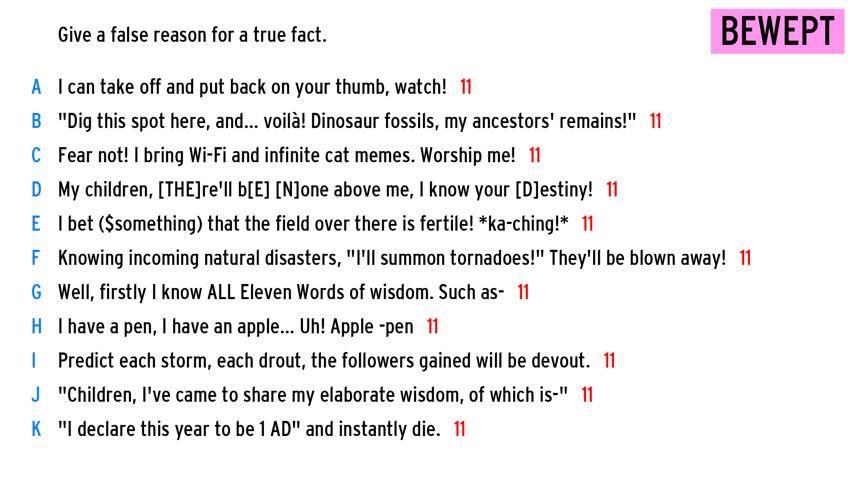 Give a false reason for a true fact.
BEWEPT
A I can take off and put back on your thumb, watch! 11
B "Dig this spot here, and... voilà! Dinosaur fossils, my ancestors' remains!" 11
C Fear not! I bring Wi-Fi and infinite cat memes. Worship me! 11
D My children, [THE]re'll b[E] [N]one above me, I know your [D]estiny! 11
E I bet ($something) that the field over there is fertile! *ka-ching!* 11
F Knowing incoming natural disasters, "I'll summon tornadoes!" They'll be blown away! 11
G Well, firstly I know ALL Eleven Words of wisdom. Such as- 11
H I have a pen, I have an apple... Uh! Apple -pen 11
I Predict each storm, each drout, the followers gained will be devout. 11
J "Children, I've came to share my elaborate wisdom, of which is-" 11
K "I declare this year to be 1 AD" and instantly die. 11